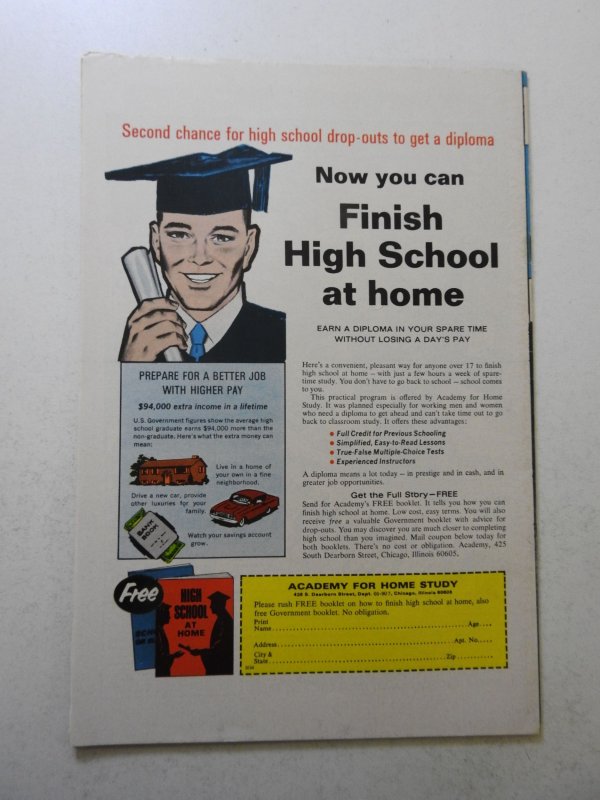 Second chance for high school drop-outs to get a diploma
Now you can
Finish
High School
at home
EARN A DIPLOMA IN YOUR SPARE TIME
WITHOUT LOSING A DAY'S PAY
PREPARE FOR A BETTER JOB
WITH HIGHER PAY
$94,000 extra income in a lifetime
U.S. Government figures show the average high
school graduate earns $94,000 more than the
non-graduate. Here's what the extra money can
mean:
Live in a home of
your own in a fine
neighborhood.
Drive a new car, provide
other luxuries for your
family.
BANK
BOOK
Watch your savings account
grow.
Here's a convenient, pleasant way for anyone over 17 to finish
high school at home – with just a few hours a week of spare-
time study. You don't have to go back to school – school comes
to you.
This practical program is offered by Academy for Home
Study. It was planned especially for working men and women
who need a diploma to get ahead and can't take time out to go
back to classroom study. It offers these advantages:
• Full Credit for Previous Schooling
• Simplified, Easy-to-Read Lessons
• True-False Multiple-Choice Tests
• Experienced Instructors
A diploma means a lot today – in prestige and in cash, and in
greater job opportunities.
Get the Full Story—FREE
Send for Academy's FREE booklet. It tells you how you can
finish high school at home. Low cost, easy terms. You will also
receive free a valuable Government booklet with advice for
drop-outs. You may discover you are much closer to completing
high school than you imagined. Mail coupon below today for
both booklets. There's no cost or obligation. Academy, 425
South Dearborn Street, Chicago, Illinois 60605.
Free
HIGH
SCHOOL
AT
HOME
ACADEMY FOR HOME STUDY
S. Dearborn Street, Dept. Chicago, Illinois 60605
Please rush FREE booklet on how to finish high school at home, also
free Government booklet. No obligation.
Print
Name Age
Address Apt. No.
City &
State Zip